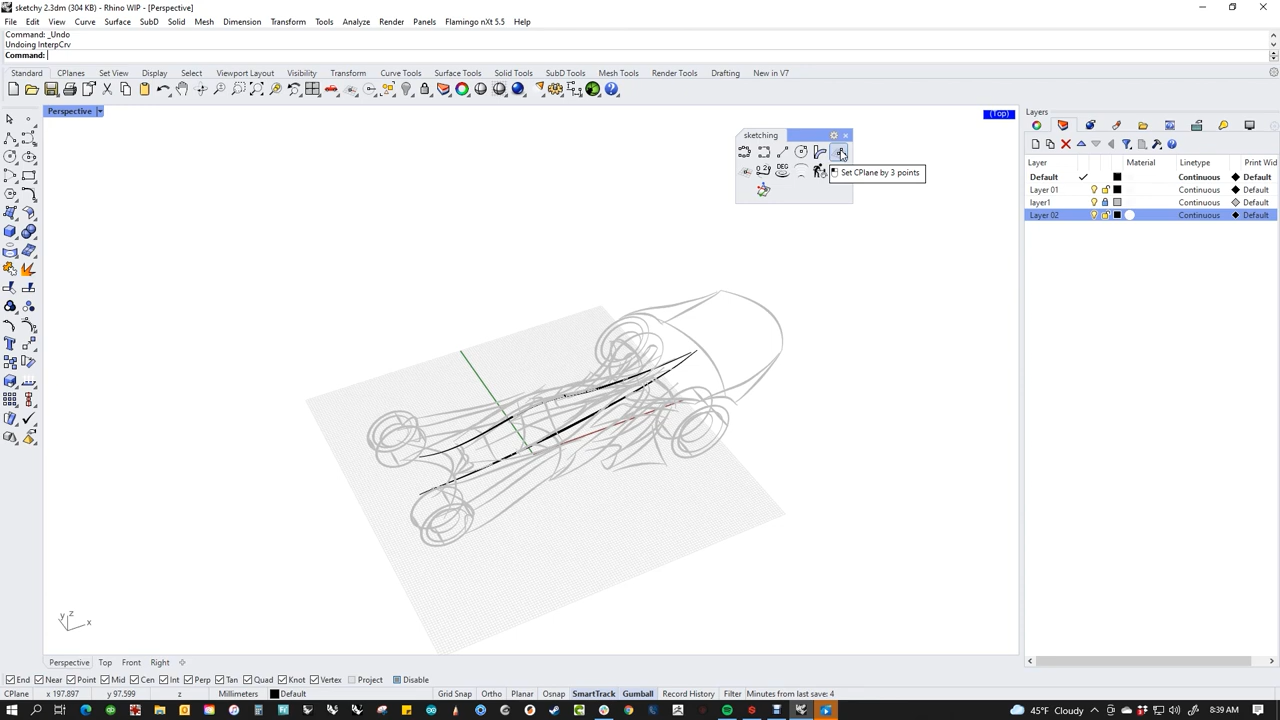 sketchy 2.3dm (304 KB) - Rhino WIP - [Perspective]
File Edit View Curve Surface SubD Solid Mesh Dimension Transform Tools Analyze Render Panels Flamingo nXt 5.5 Help
Command: _Undo
Undoing InterpCrv
Command:
Standard CPlanes Set View Display Select Viewport Layout Visibility Transform Curve Tools Surface Tools Solid Tools SubD Tools Mesh Tools Render Tools Drafting New in V7
Perspective
(Top)
Layers
sketching
DEG
Set CPlane by 3 points
Layer Material Linetype Print Wid
Default Continuous Default
Layer 01 Continuous Default
layer1 Continuous Default
Layer 02 Continuous Default
y z x
Perspective Top Front Right
End Near Point Mid Cen Int Perp Tan Quad Knot Vertex Project Disable
CPlane x 197.897 y 97.599 z Millimeters Default Grid Snap Ortho Planar Osnap SmartTrack Gumball Record History Filter Minutes from last save: 4
45°F Cloudy 8:39 AM